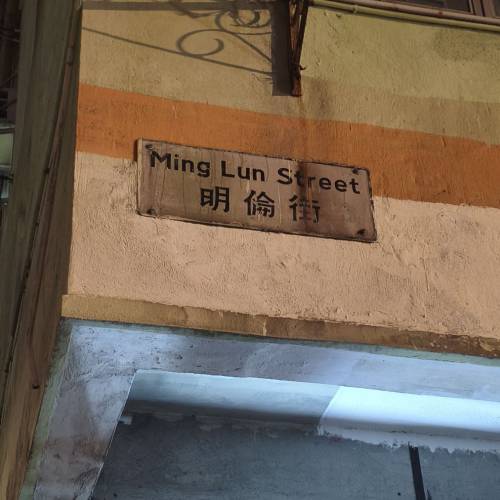 Ming Lun Street
明倫街